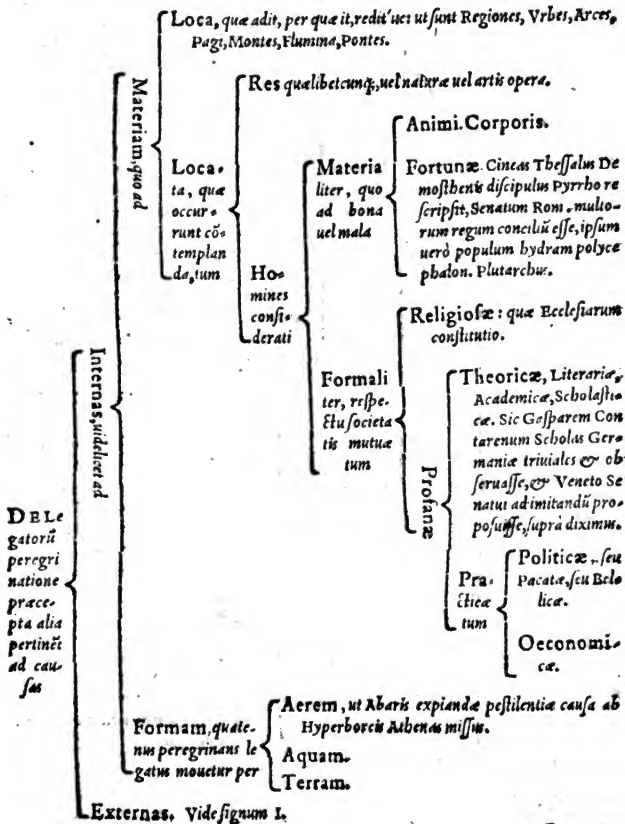 Loca, quæ adit, per quæ it, redit'ue: ut sunt Regiones, Vrbes, Arces,
Pagi, Montes, Flumina, Pontes.
Materiam, quo ad
Res quælibetcunq;, uel naturæ uel artis opera.
Loca-
ta, quæ
occur-
runt cõ-
templan
da, tum
Ho-
mines
consi-
derati
Materia
liter, quo
ad bona
uel mala
Animi. Corporis.
Fortunæ. Cineas Thessalus De
mosthenis discipulus Pyrrho re
scripsit, Senatum Rom. multo-
rum regum conciliũ esse, ipsum
uerò populum hydram polyce
phalon. Plutarchus.
Formali
ter, respe-
ctu societa
tis mutuæ
tum
Religiosæ: quæ Ecclesiarum
constitutio.
Profanæ
Theoricæ, Literariæ,
Academicæ, Scholasti-
cæ. Sic Gasparem Con
tarenum Scholas Ger-
maniæ triuiales & ob
seruasse, & Veneto Se
natui ad imitandũ pro-
posuisse, suprà diximus.
Pra-
cticæ
tum
Politicæ, seu
Pacatæ, seu Bel-
licæ.
Oeconomi-
cæ.
Internas, uidelicet ad
DE Le
gatorũ
peregri
natione
præce-
pta alia
pertinẽt
ad cau-
sas
Formam, quate-
nus peregrinans le
gatus mouetur per
Aerem, ut Abaris expiandæ pestilentiæ causa ab
Hyperboreis Athenas missus.
Aquam.
Terram.
Externas. Vide signum I.